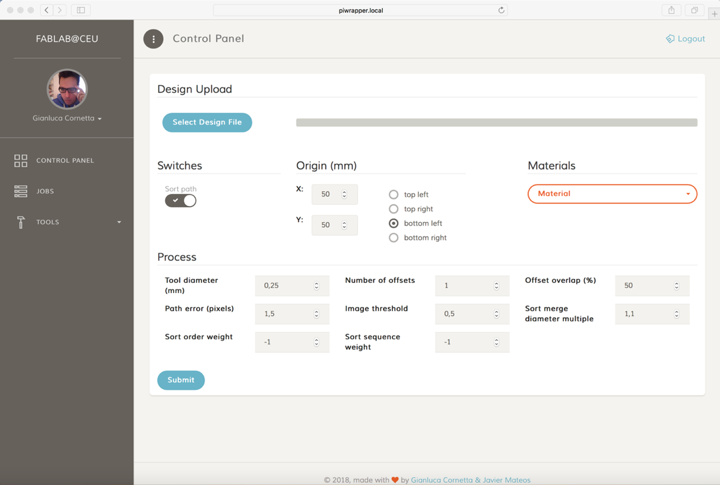 piwrapper.local
FABLAB@CEU
Control Panel
Logout
Gianluca Cornetta
CONTROL PANEL
JOBS
TOOLS
Design Upload
Select Design File
Switches
Sort path
Origin (mm)
X:
50
Y:
50
top left
top right
bottom left
bottom right
Materials
Material
Process
Tool diameter
(mm)
0,25
Number of offsets
1
Offset overlap (%)
50
Path error (pixels)
1,5
Image threshold
0,5
Sort merge
diameter multiple
1,1
Sort order weight
-1
Sort sequence
weight
-1
Submit
© 2018, made with ❤ by Gianluca Cornetta & Javier Mateos